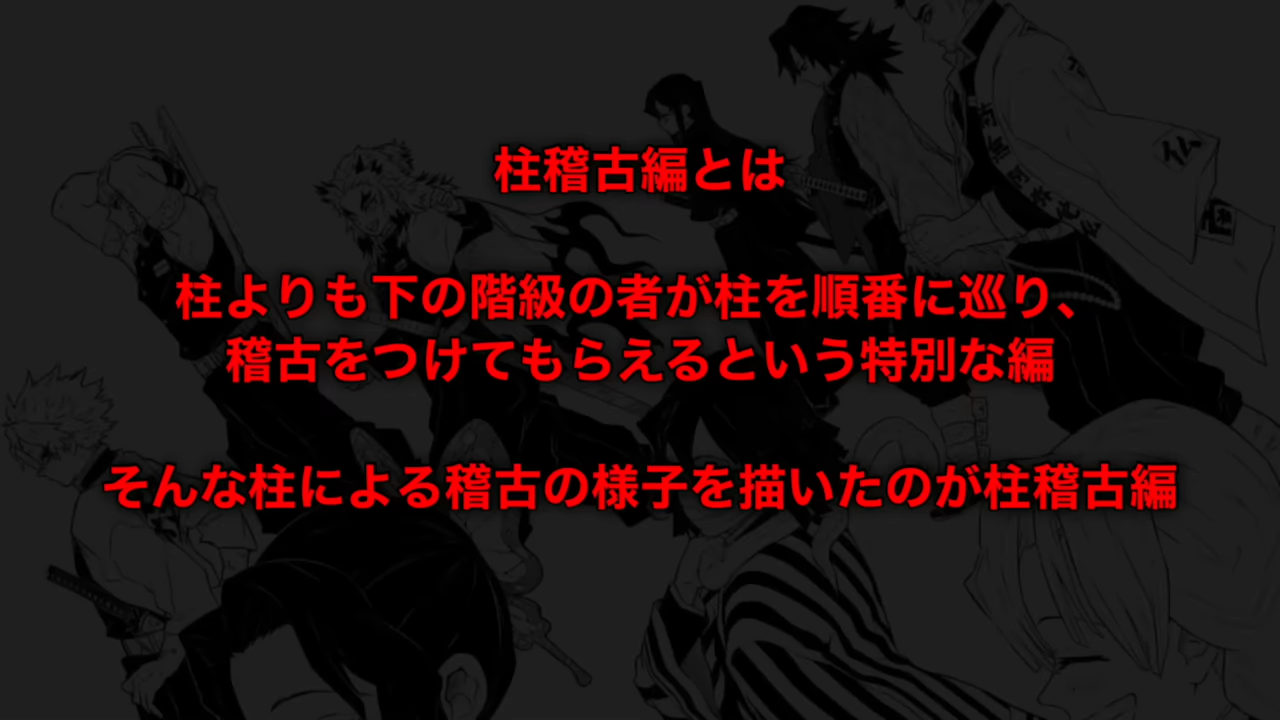 柱稽古編とは
柱よりも下の階級の者が柱を順番に巡り、
稽古をつけてもらえるという特別な編
そんな柱による稽古の様子を描いたのが柱稽古編